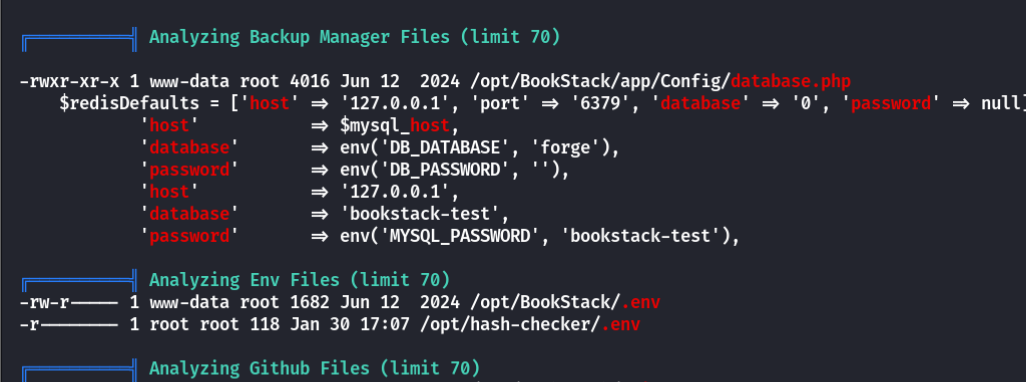 Analyzing Backup Manager Files (limit 70)
-rwxr-xr-x 1 www-data root 4016 Jun 12  2024 /opt/BookStack/app/Config/database.php
    $redisDefaults = ['host' => '127.0.0.1', 'port' => '6379', 'database' => '0', 'password' => null]
            'host'           => $mysql_host,
            'database'       => env('DB_DATABASE', 'forge'),
            'password'       => env('DB_PASSWORD', ''),
            'host'           => '127.0.0.1',
            'database'       => 'bookstack-test',
            'password'       => env('MYSQL_PASSWORD', 'bookstack-test'),
Analyzing Env Files (limit 70)
-rw-r----- 1 www-data root 1682 Jun 12  2024 /opt/BookStack/.env
-r-------- 1 root root 118 Jan 30 17:07 /opt/hash-checker/.env
Analyzing Github Files (limit 70)